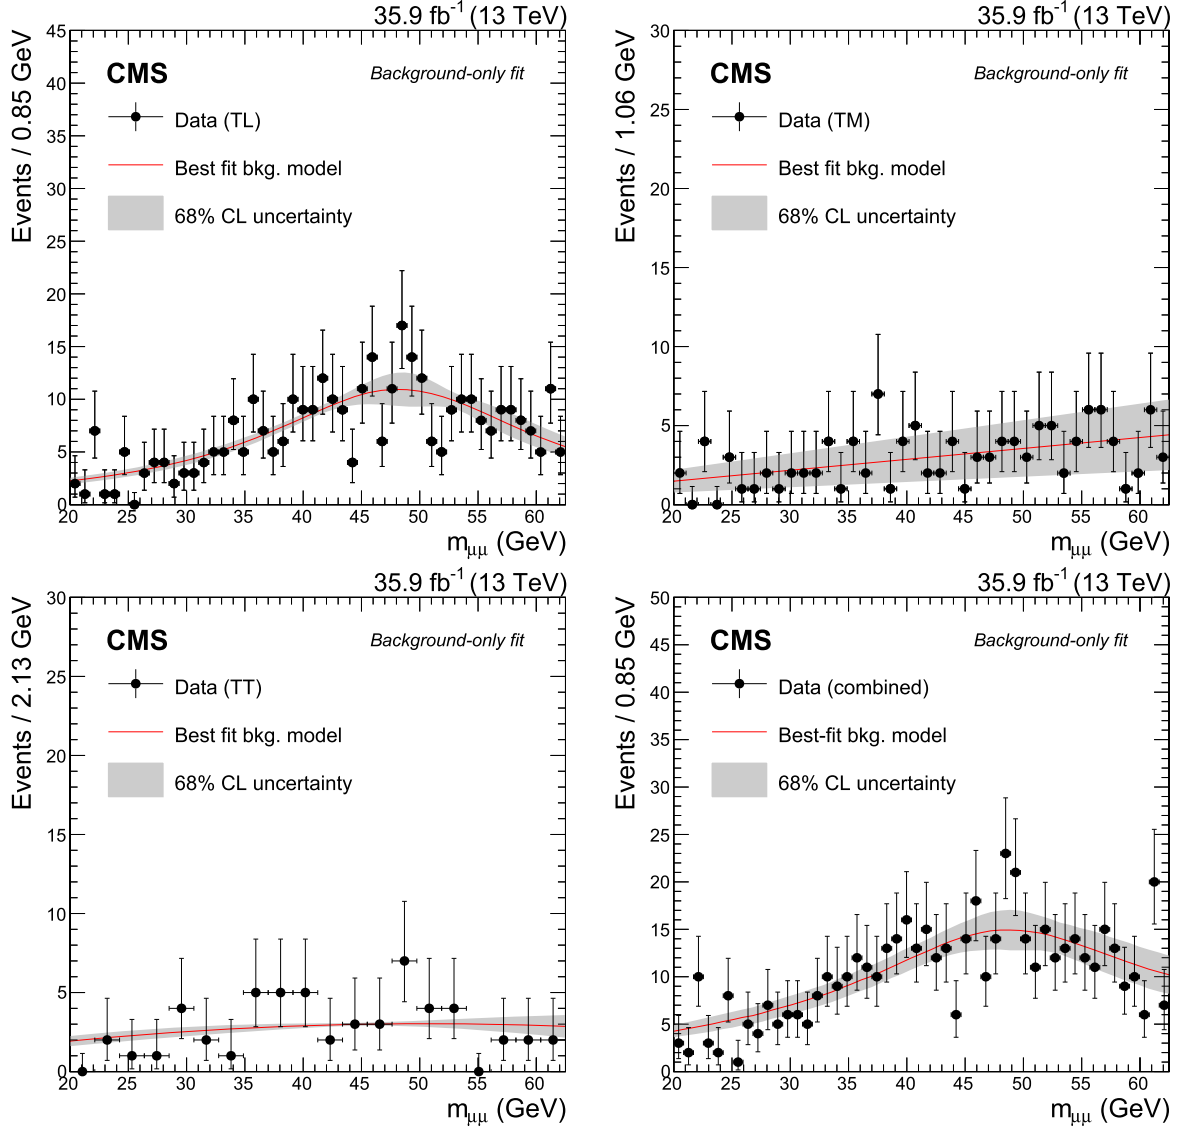 35.9 fb⁻¹ (13 TeV)
Events / 0.85 GeV
CMS
Background-only fit
Data (TL)
Best fit bkg. model
68% CL uncertainty
45
40
35
30
25
20
15
10
5
0
20 25 30 35 40 45 50 55 60
mμμ (GeV)
35.9 fb⁻¹ (13 TeV)
Events / 1.06 GeV
CMS
Background-only fit
Data (TM)
Best fit bkg. model
68% CL uncertainty
30
25
20
15
10
5
0
20 25 30 35 40 45 50 55 60
mμμ (GeV)
35.9 fb⁻¹ (13 TeV)
Events / 2.13 GeV
CMS
Background-only fit
Data (TT)
Best fit bkg. model
68% CL uncertainty
30
25
20
15
10
5
0
20 25 30 35 40 45 50 55 60
mμμ (GeV)
35.9 fb⁻¹ (13 TeV)
Events / 0.85 GeV
CMS
Background-only fit
Data (combined)
Best-fit bkg. model
68% CL uncertainty
50
45
40
35
30
25
20
15
10
5
0
20 25 30 35 40 45 50 55 60
mμμ (GeV)